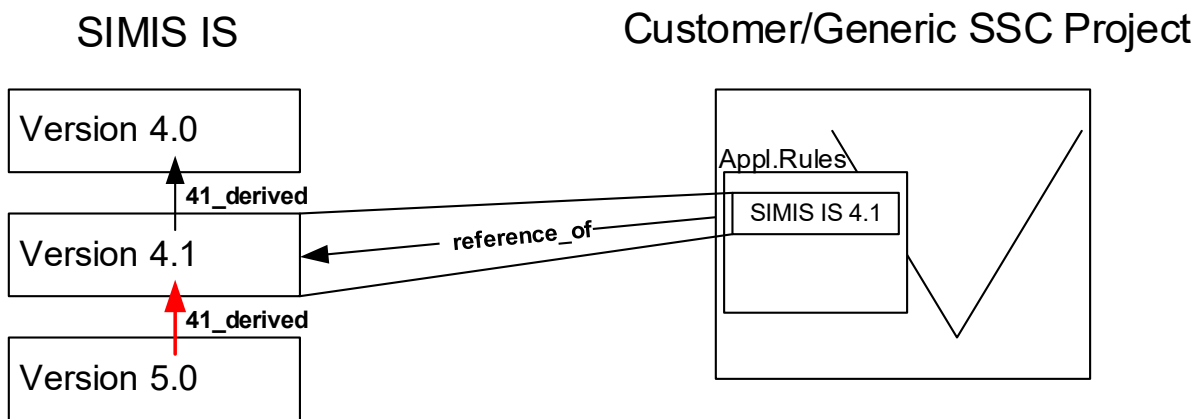 SIMIS IS
Customer/Generic SSC Project
Version 4.0
41_derived
Version 4.1
41_derived
Version 5.0
reference_of
Appl.Rules
SIMIS IS 4.1